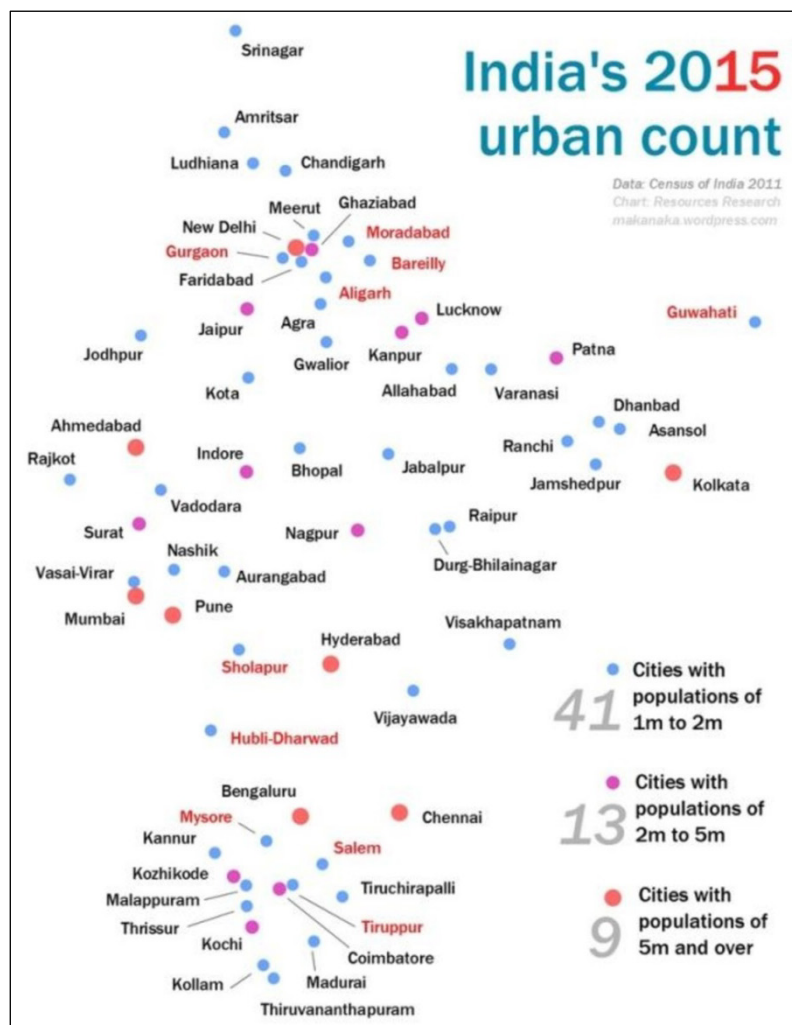 India's 2015
urban count
Data: Census of India 2011
Chart: Resources Research
makanaka.wordpress.com
Srinagar
Amritsar
Ludhiana
Chandigarh
Meerut
Ghaziabad
New Delhi
Moradabad
Gurgaon
Bareilly
Faridabad
Aligarh
Jaipur
Agra
Lucknow
Guwahati
Jodhpur
Gwalior
Kanpur
Patna
Kota
Allahabad
Varanasi
Dhanbad
Ahmedabad
Asansol
Rajkot
Indore
Bhopal
Jabalpur
Ranchi
Jamshedpur
Kolkata
Vadodara
Surat
Nagpur
Raipur
Nashik
Durg-Bhilainagar
Vasai-Virar
Aurangabad
Mumbai
Pune
Visakhapatnam
Hyderabad
Sholapur
Vijayawada
Hubli-Dharwad
Bengaluru
Chennai
Mysore
Kannur
Salem
Kozhikode
Tiruchirapalli
Malappuram
Thrissur
Tiruppur
Kochi
Coimbatore
Kollam
Madurai
Thiruvananthapuram
41
Cities with
populations of
1m to 2m
13
Cities with
populations of
2m to 5m
9
Cities with
populations of
5m and over